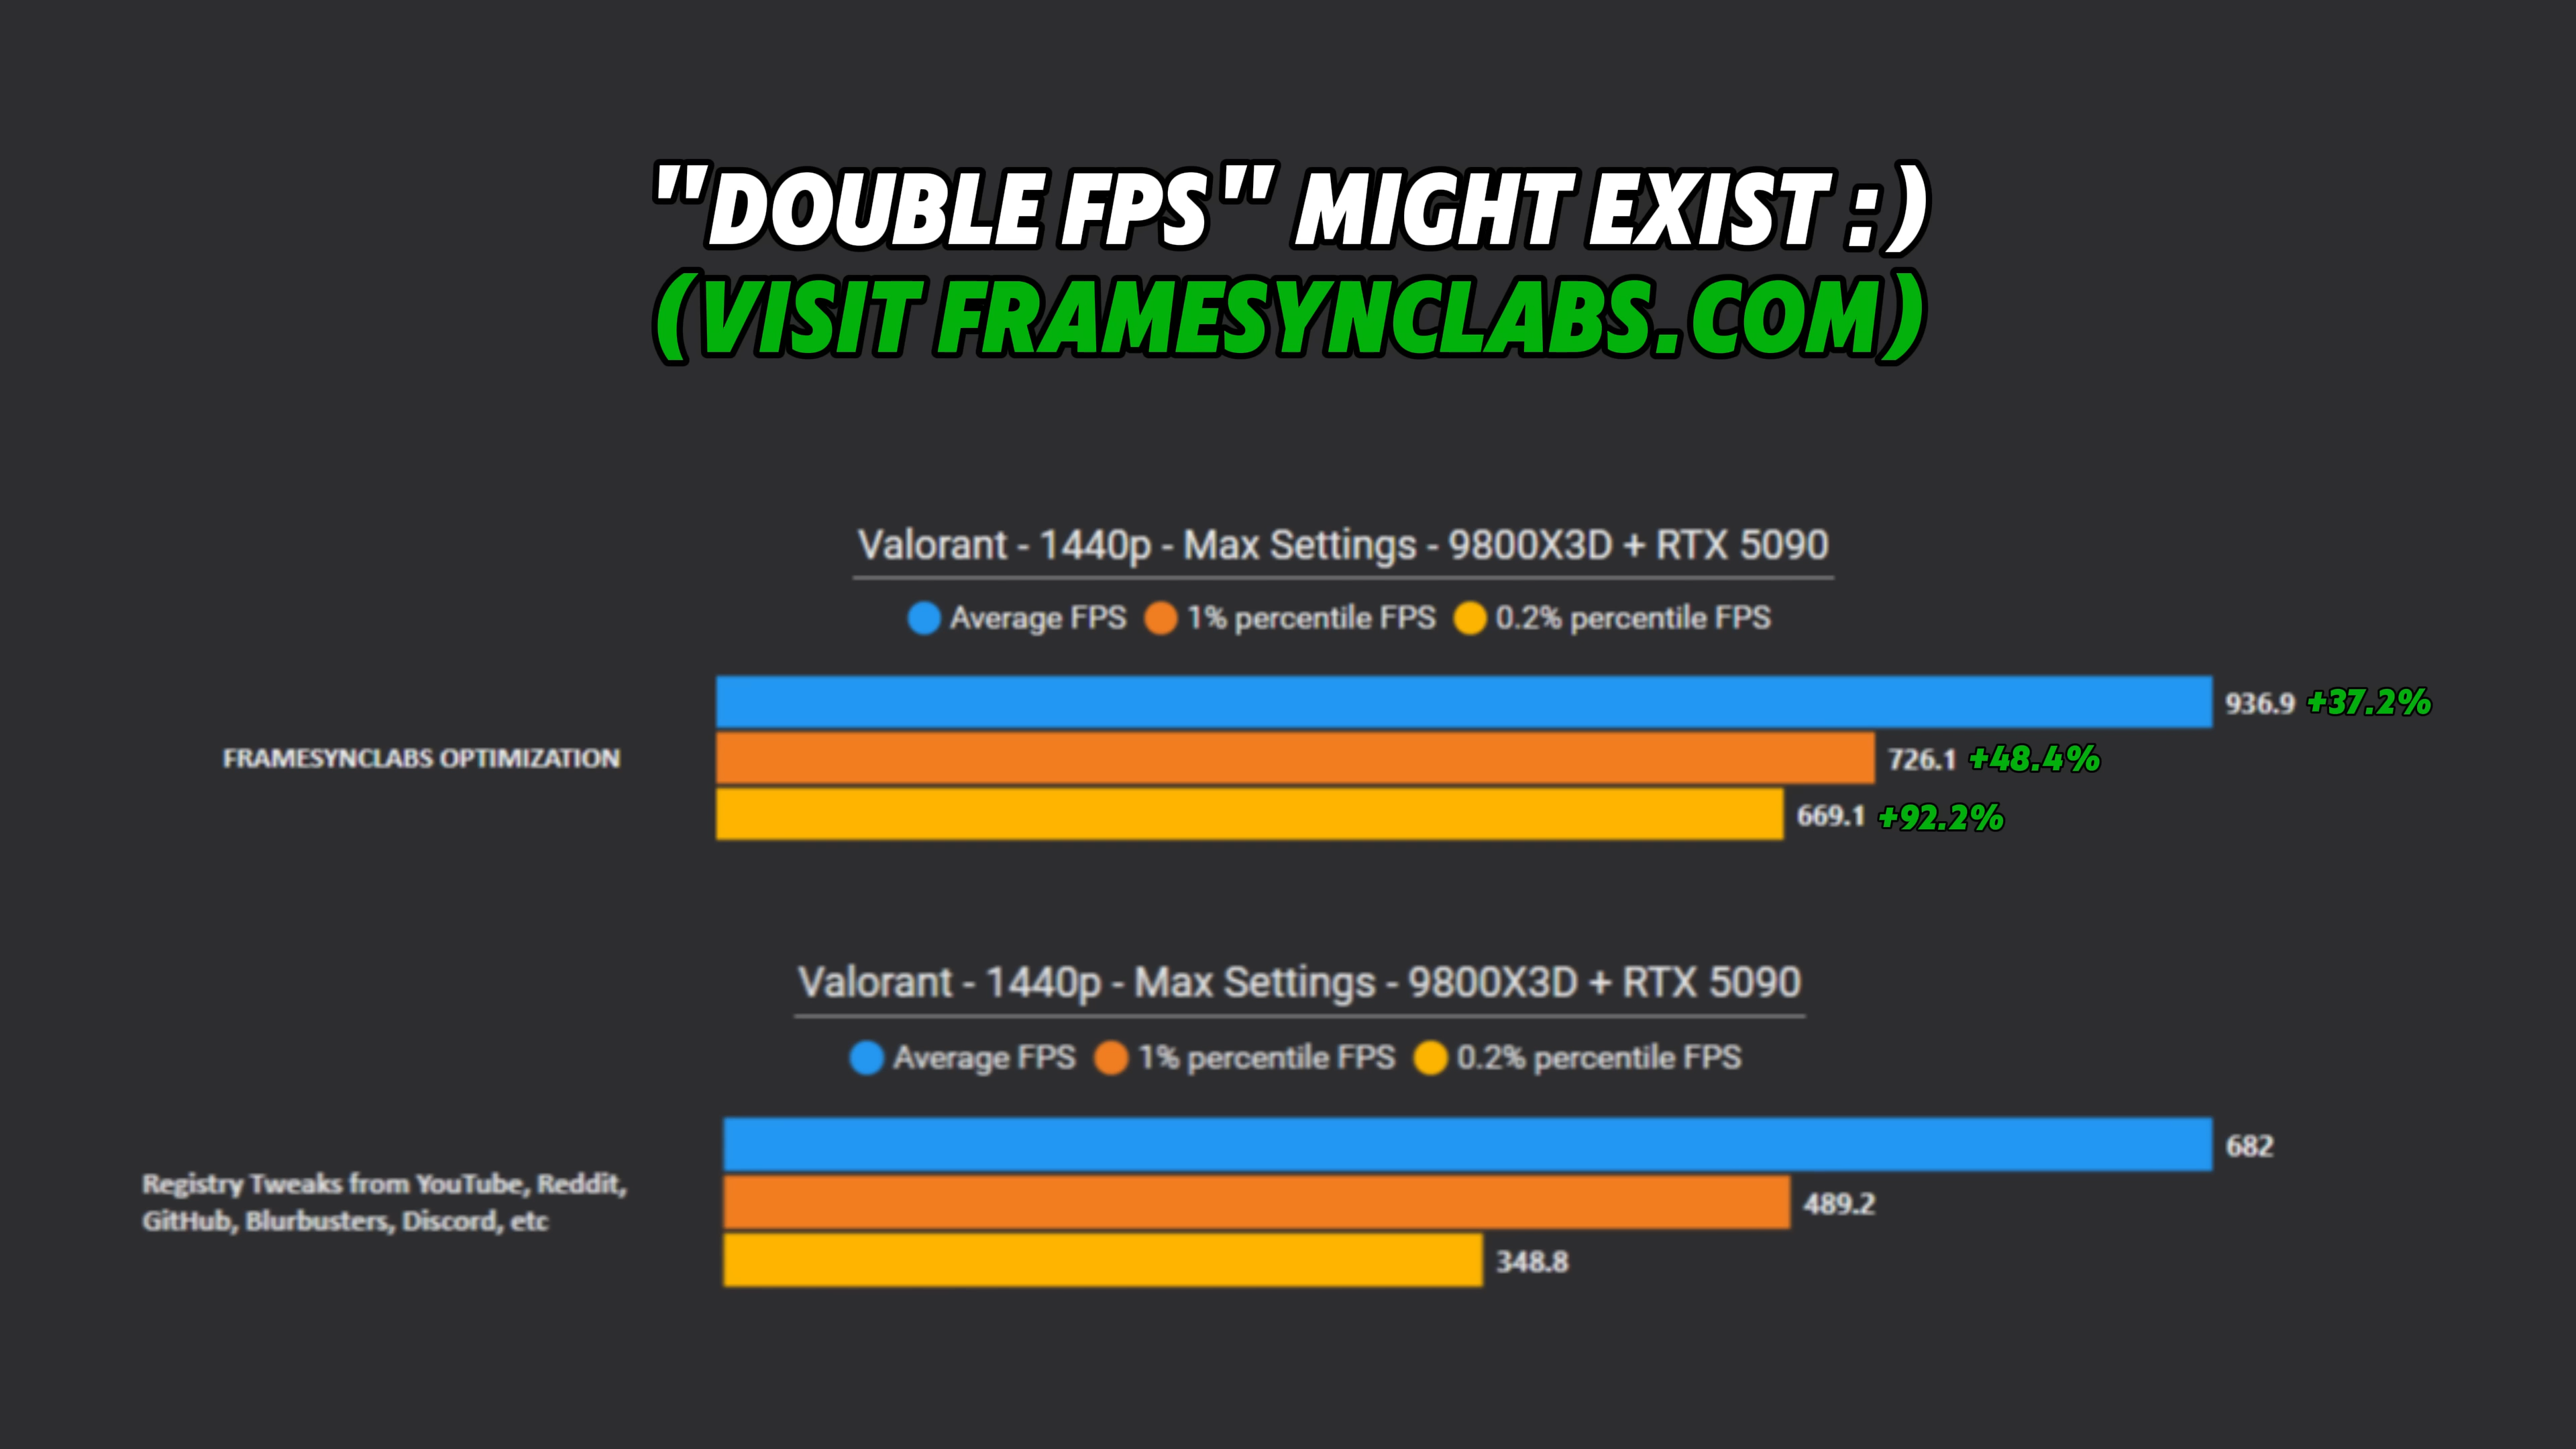 "DOUBLE FPS" MIGHT EXIST :)
(VISIT FRAMESYNCLABS.COM)
Valorant - 1440p - Max Settings - 9800X3D + RTX 5090
Average FPS 1% percentile FPS 0.2% percentile FPS
936.9 +37.2%
FRAMESYNCLABS OPTIMIZATION
726.1 +48.4%
669.1 +92.2%
Valorant - 1440p - Max Settings - 9800X3D + RTX 5090
Average FPS 1% percentile FPS 0.2% percentile FPS
682
Registry Tweaks from YouTube, Reddit,
GitHub, Blurbusters, Discord, etc
489.2
348.8